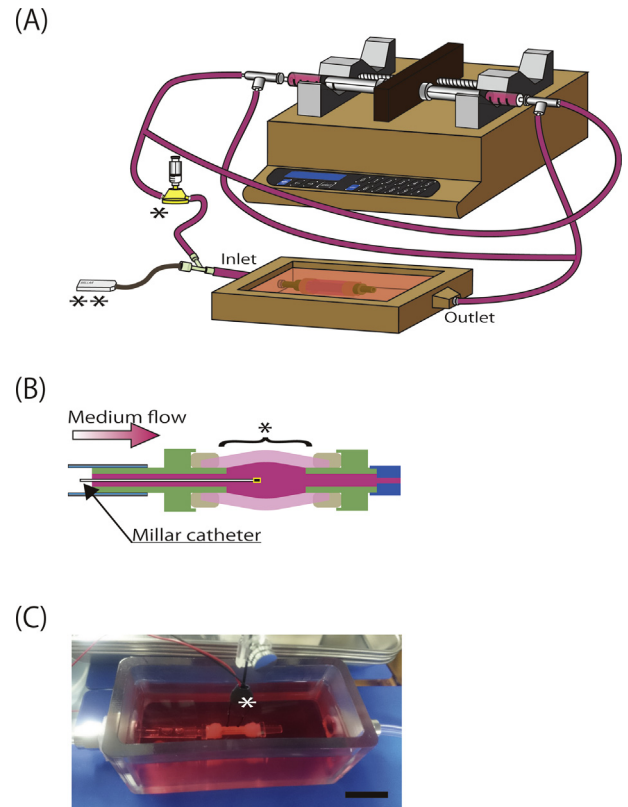 (A)
*
Inlet
**
Outlet
(B)
Medium flow
*
Millar catheter
(C)
*